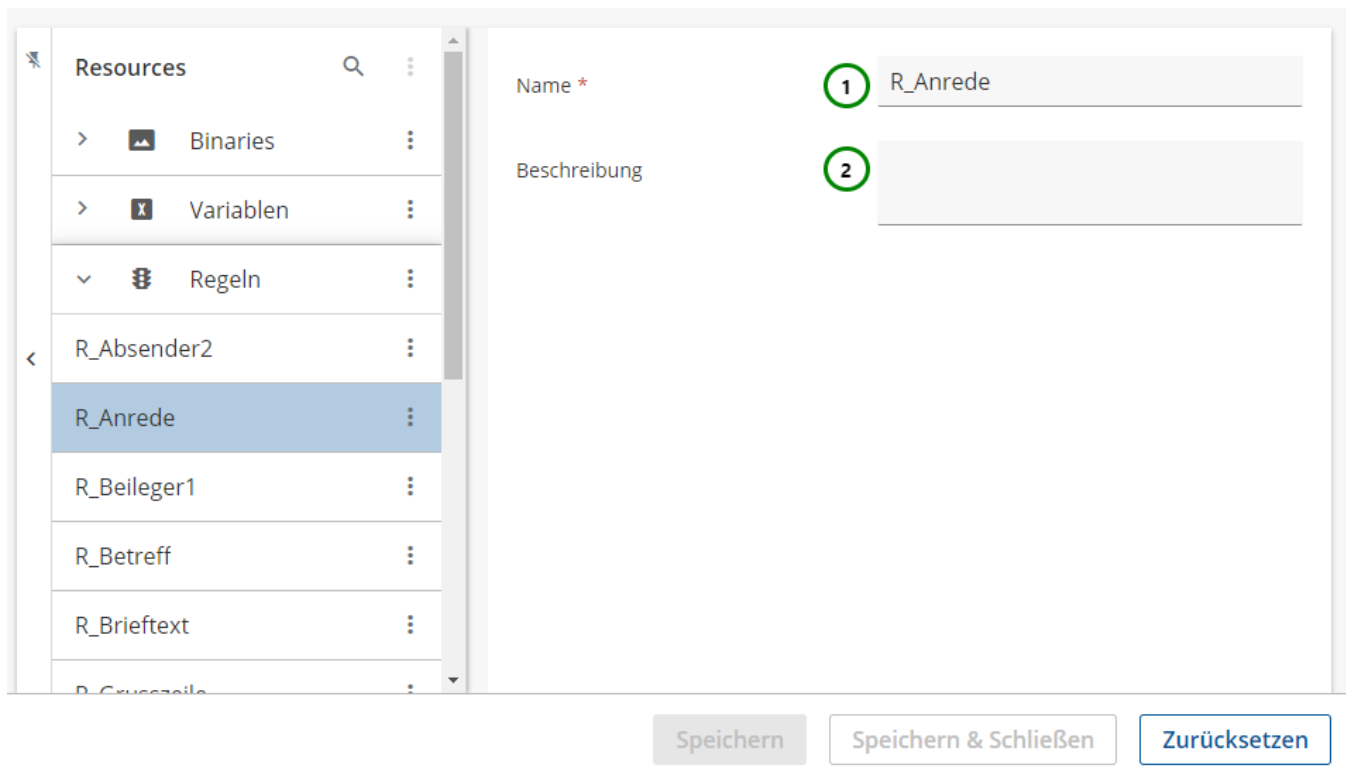 Resources
Binaries
X Variablen
Regeln
R_Absender2
R_Anrede
R_Beileger1
R_Betreff
R_Brieftext
Name * 1 R_Anrede
Beschreibung 2
Speichern Speichern & Schließen Zurücksetzen